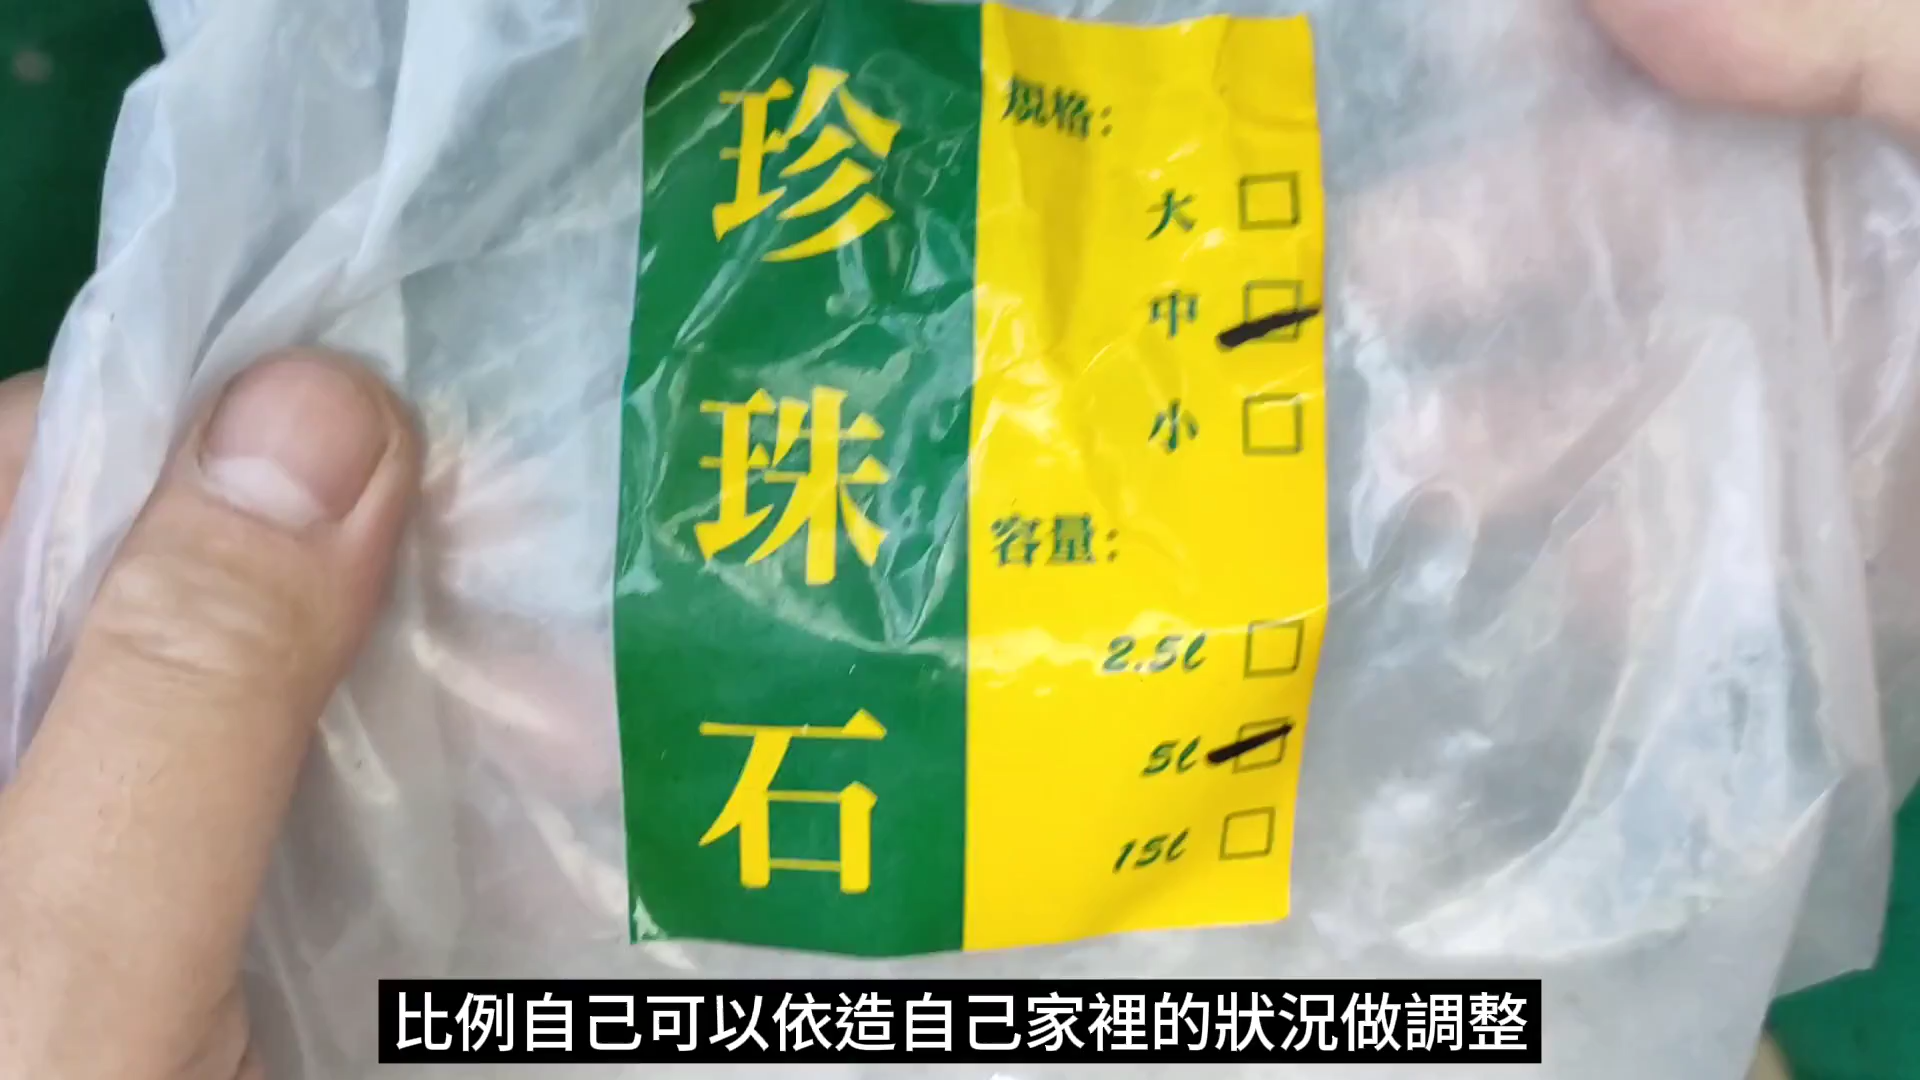 珍珠石
規格:
大
中
小
容量:
2.5l
5l
15l
比例自己可以依造自己家裡的狀況做調整